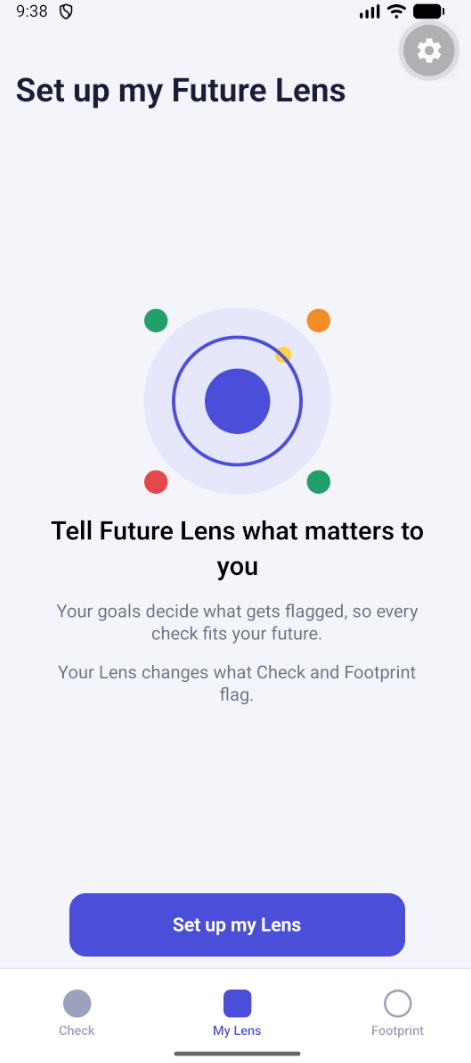 9:38
Set up my Future Lens
Tell Future Lens what matters to
you
Your goals decide what gets flagged, so every
check fits your future.
Your Lens changes what Check and Footprint
flag.
Set up my Lens
Check
My Lens
Footprint